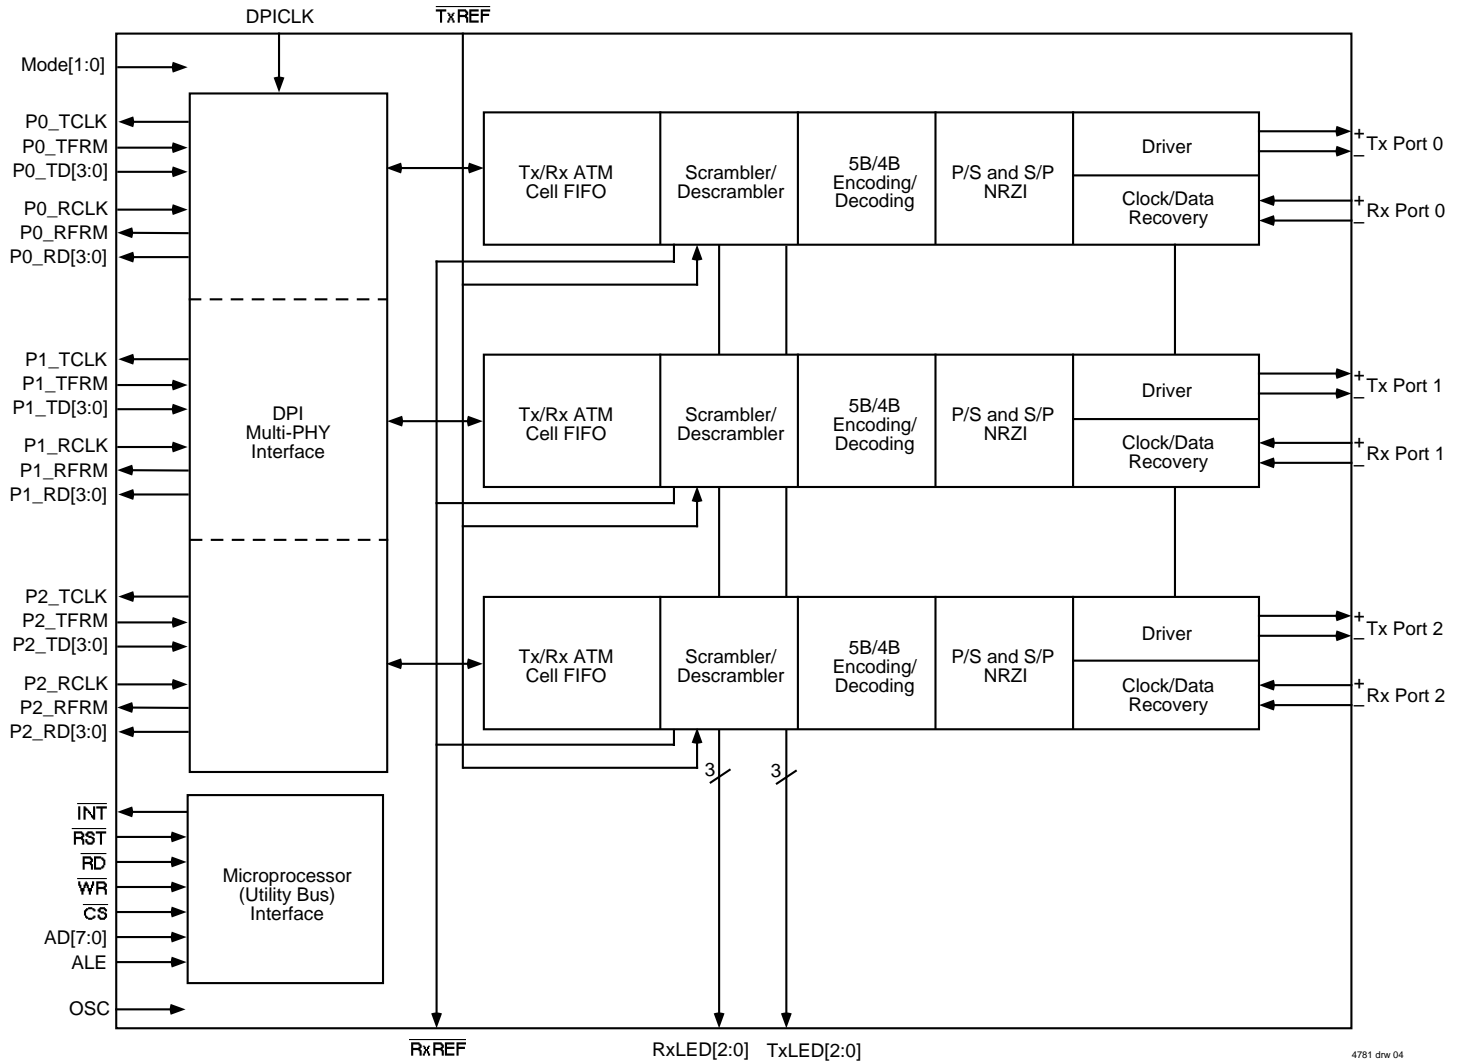 DPICLK
TxREF
Mode[1:0]
P0_TCLK
P0_TFRM
P0_TD[3:0]
P0_RCLK
P0_RFRM
P0_RD[3:0]
Tx/Rx ATM
Cell FIFO
Scrambler/
Descrambler
5B/4B
Encoding/
Decoding
P/S and S/P
NRZI
Driver
Clock/Data
Recovery
+
–
Tx Port 0
+
–
Rx Port 0
P1_TCLK
P1_TFRM
P1_TD[3:0]
P1_RCLK
P1_RFRM
P1_RD[3:0]
DPI
Multi-PHY
Interface
Tx/Rx ATM
Cell FIFO
Scrambler/
Descrambler
5B/4B
Encoding/
Decoding
P/S and S/P
NRZI
Driver
Clock/Data
Recovery
+
–
Tx Port 1
+
–
Rx Port 1
P2_TCLK
P2_TFRM
P2_TD[3:0]
P2_RCLK
P2_RFRM
P2_RD[3:0]
Tx/Rx ATM
Cell FIFO
Scrambler/
Descrambler
5B/4B
Encoding/
Decoding
P/S and S/P
NRZI
Driver
Clock/Data
Recovery
+
–
Tx Port 2
+
–
Rx Port 2
3
3
INT
RST
RD
WR
CS
AD[7:0]
ALE
OSC
Microprocessor
(Utility Bus)
Interface
RxREF
RxLED[2:0]
TxLED[2:0]
4781 drw 04